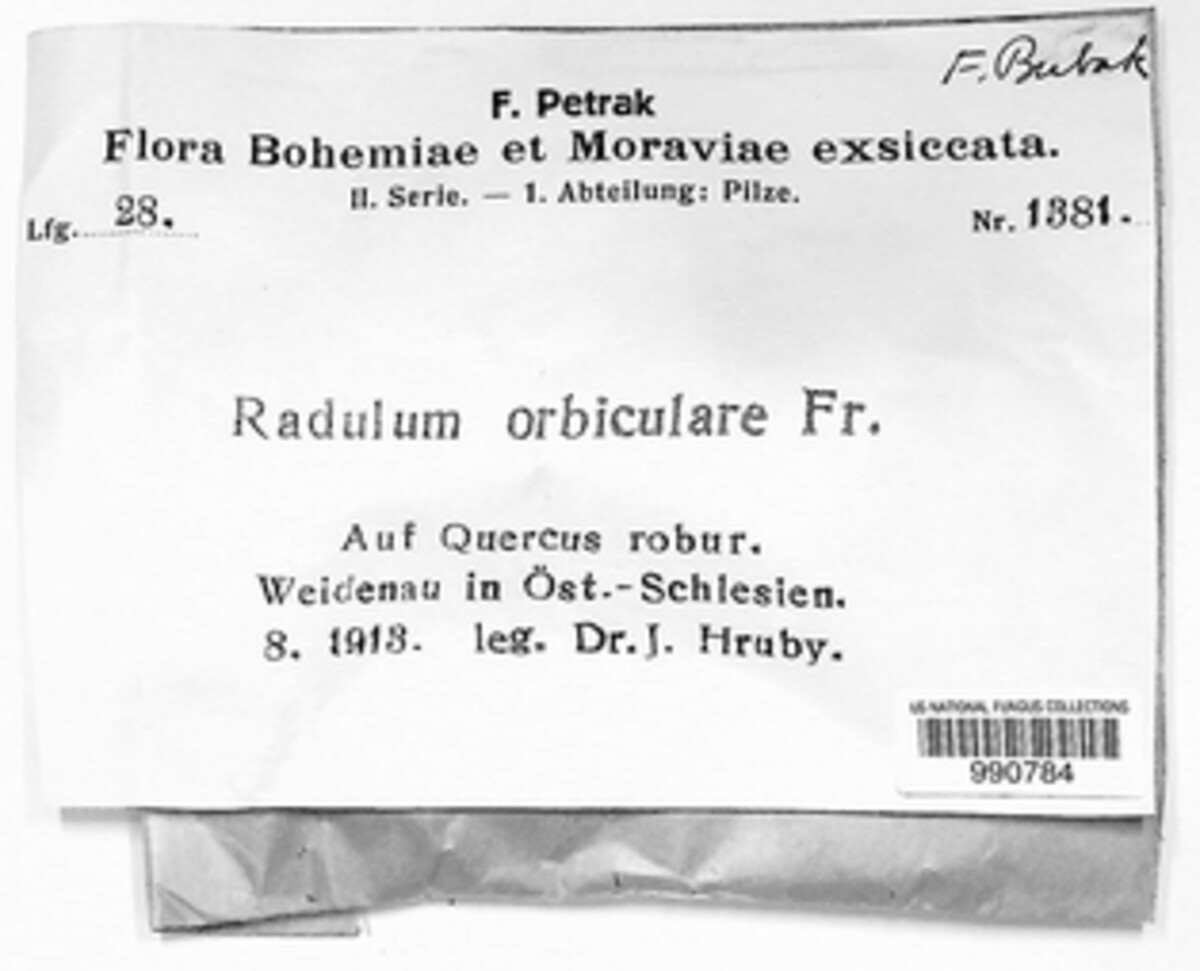 F. Bubak
F. Petrak
Flora Bohemiae et Moraviae exsiccata.
II. Serie. — 1. Abteilung: Pilze.
Lfg. 28.
Nr. 1381.
Radulum orbiculare Fr.
Auf Quercus robur.
Weidenau in Öst.-Schlesien.
8. 1913. leg. Dr. J. Hruby.
US NATIONAL FUNGUS COLLECTIONS
990784